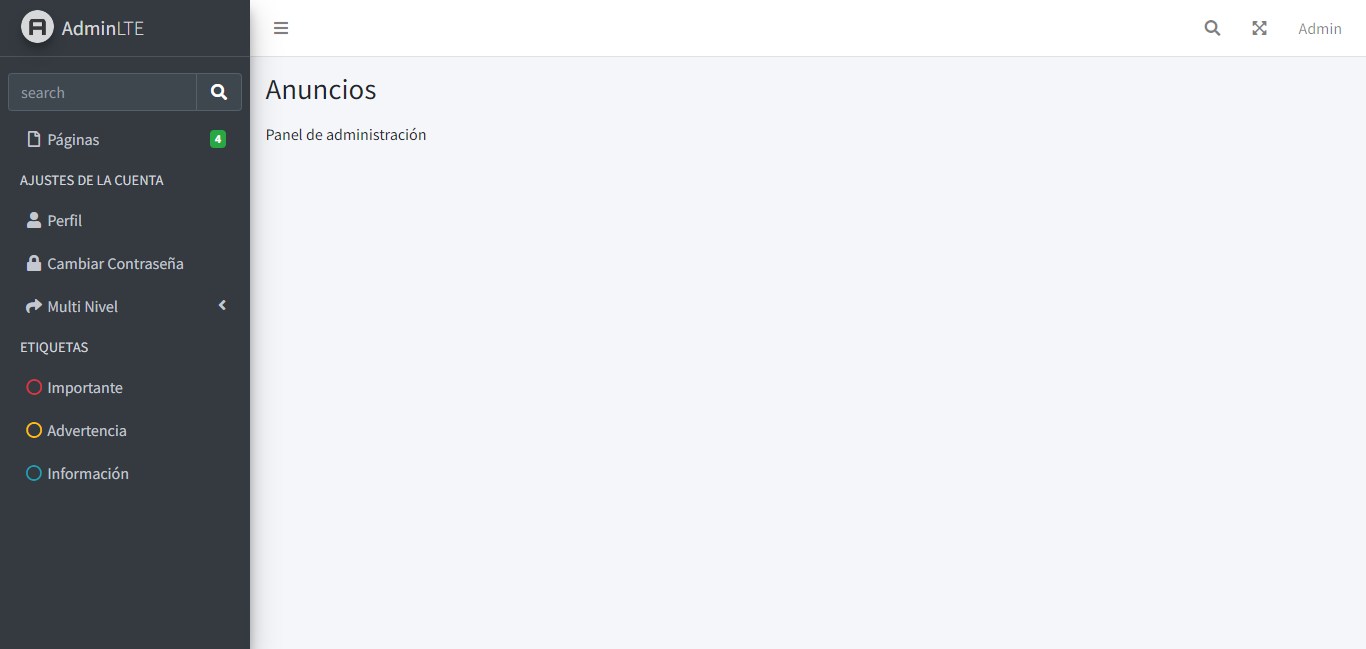 AdminLTE
Admin
search
Páginas 4
AJUSTES DE LA CUENTA
Perfil
Cambiar Contraseña
Multi Nivel
ETIQUETAS
Importante
Advertencia
Información
Anuncios
Panel de administración